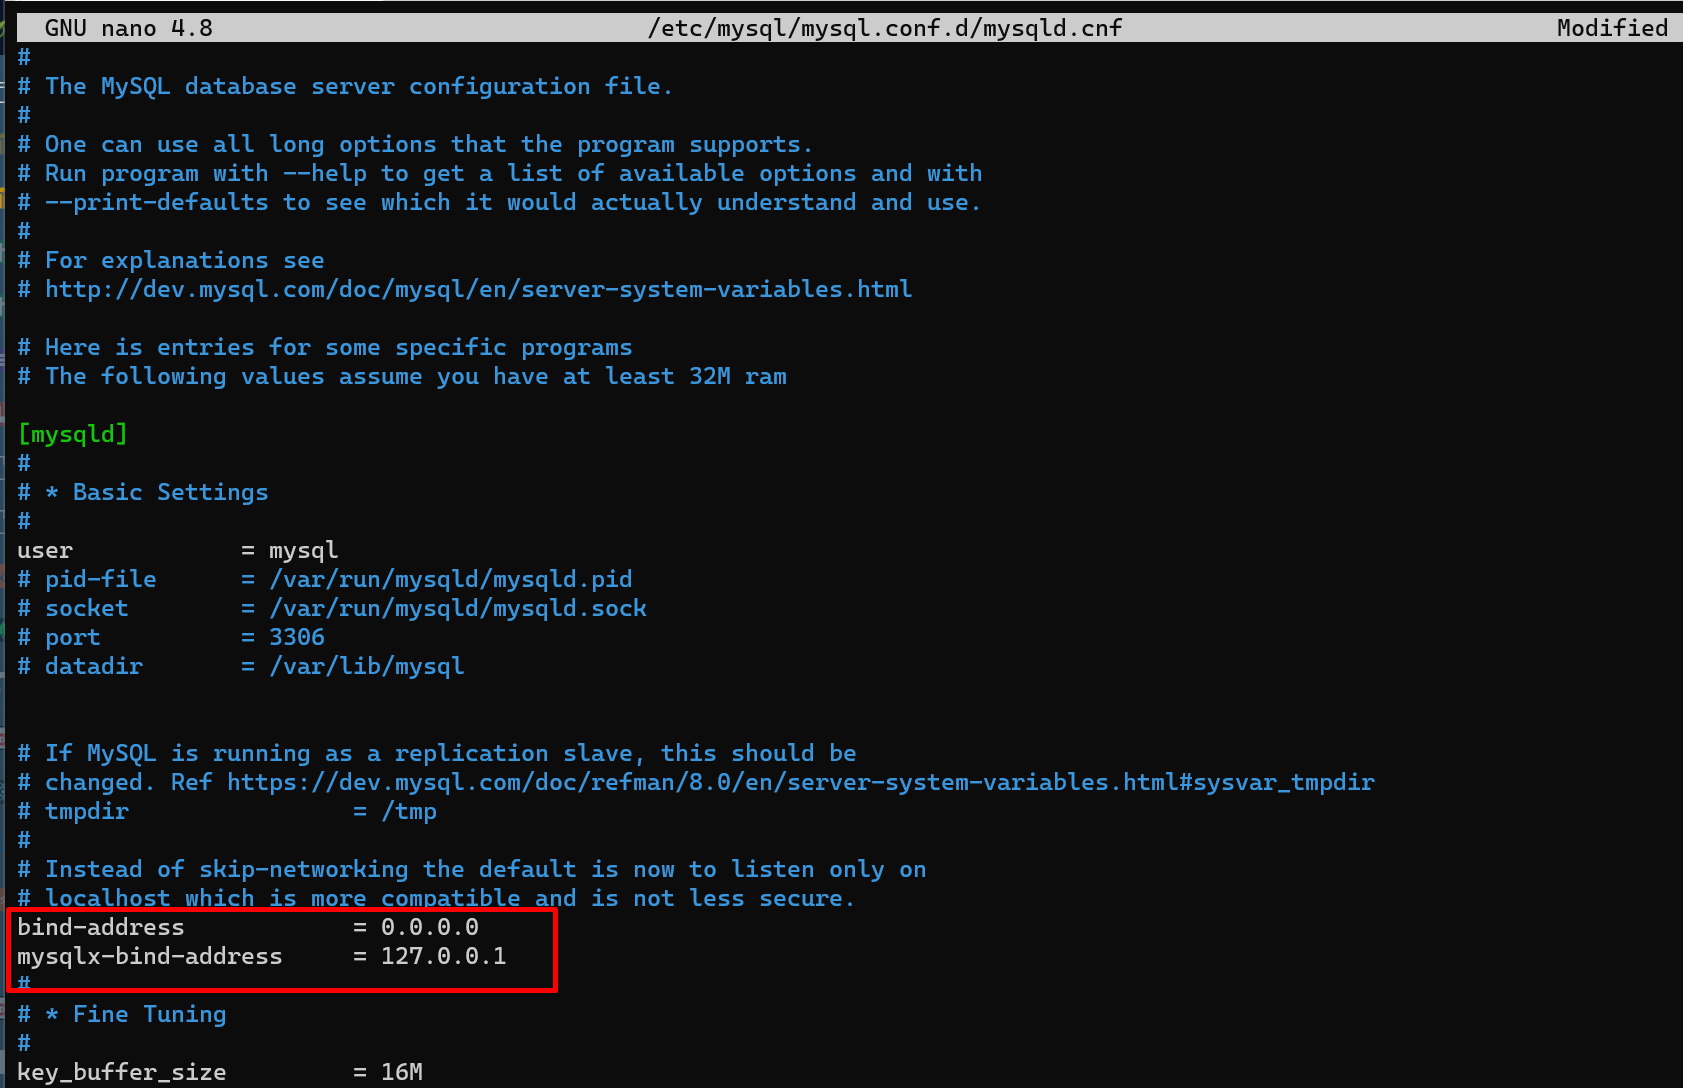 GNU nano 4.8 /etc/mysql/mysql.conf.d/mysqld.cnf Modified
#
# The MySQL database server configuration file.
#
# One can use all long options that the program supports.
# Run program with --help to get a list of available options and with
# --print-defaults to see which it would actually understand and use.
#
# For explanations see
# http://dev.mysql.com/doc/mysql/en/server-system-variables.html
# Here is entries for some specific programs
# The following values assume you have at least 32M ram
[mysqld]
#
# * Basic Settings
#
user = mysql
# pid-file = /var/run/mysqld/mysqld.pid
# socket = /var/run/mysqld/mysqld.sock
# port = 3306
# datadir = /var/lib/mysql
# If MySQL is running as a replication slave, this should be
# changed. Ref https://dev.mysql.com/doc/refman/8.0/en/server-system-variables.html#sysvar_tmpdir
# tmpdir = /tmp
#
# Instead of skip-networking the default is now to listen only on
# localhost which is more compatible and is not less secure.
bind-address = 0.0.0.0
mysqlx-bind-address = 127.0.0.1
#
# * Fine Tuning
#
key_buffer_size = 16M